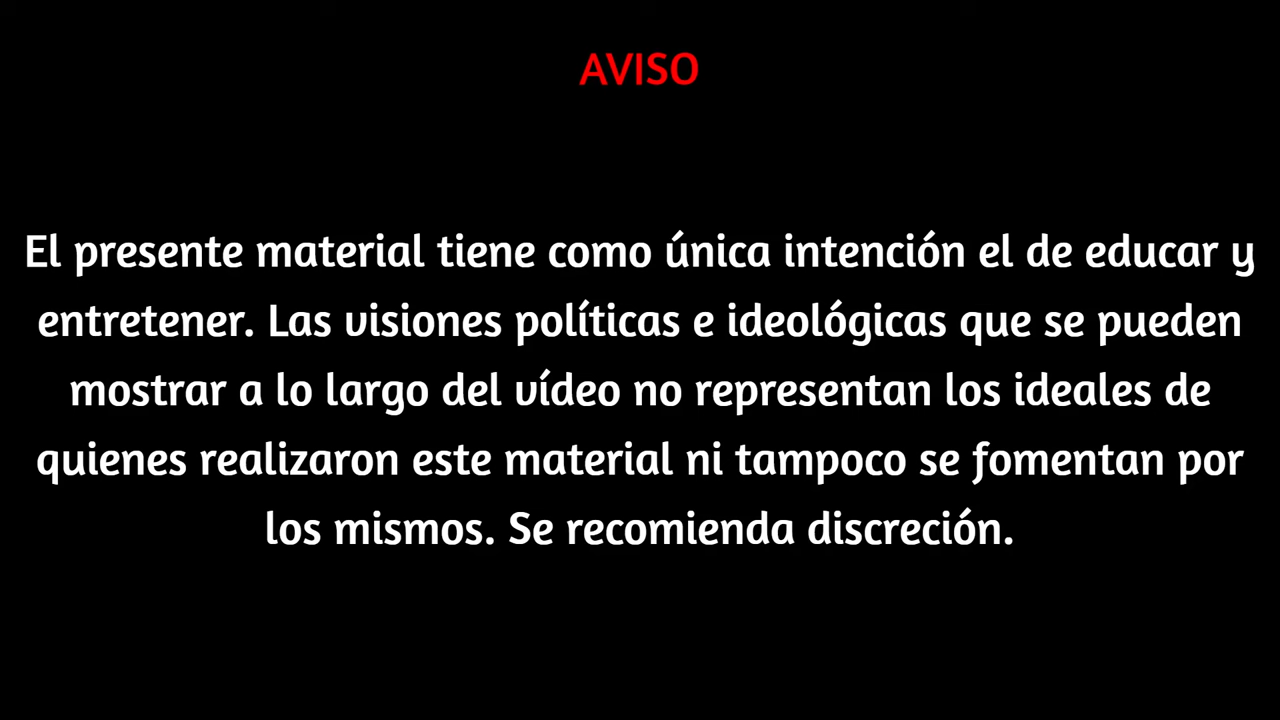 AVISO
El presente material tiene como única intención el de educar y
entretener. Las visiones políticas e ideológicas que se pueden
mostrar a lo largo del vídeo no representan los ideales de
quienes realizaron este material ni tampoco se fomentan por
los mismos. Se recomienda discreción.